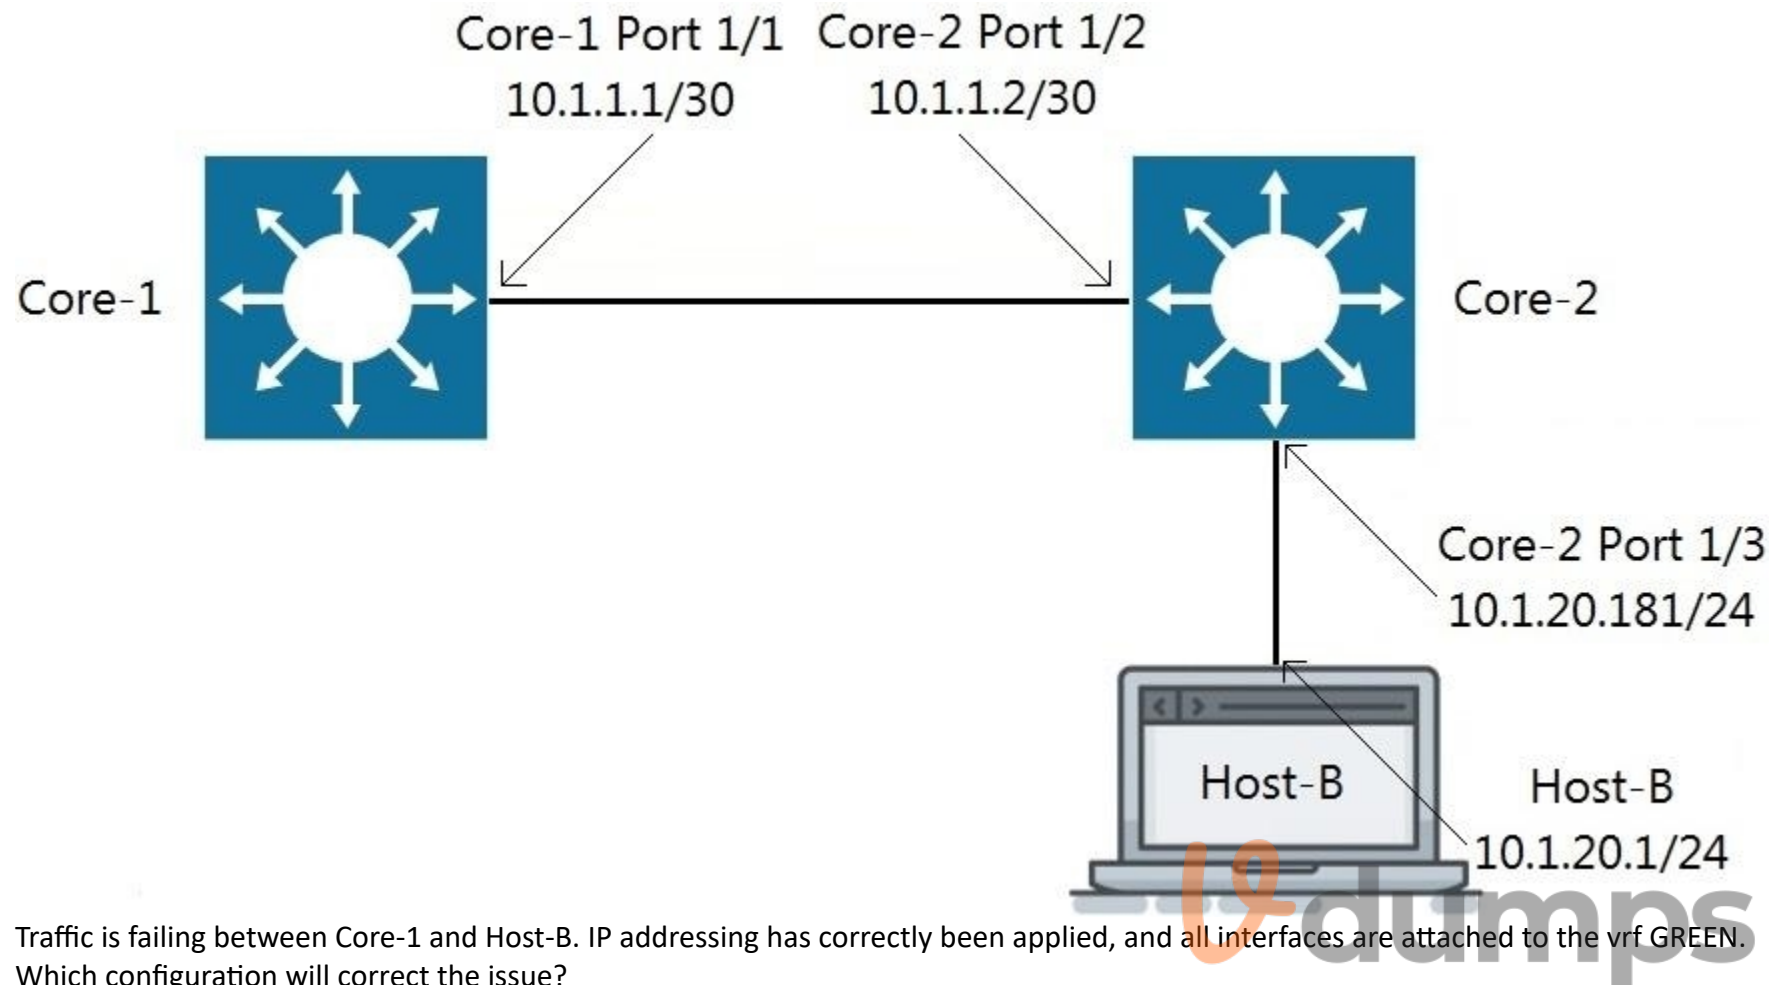 Core-1 Port 1/1 Core-2 Port 1/2
10.1.1.1/30 10.1.1.2/30
Core-1
Core-2
Core-2 Port 1/3
10.1.20.181/24
Host-B
Host-B
10.1.20.1/24
dumps
Traffic is failing between Core-1 and Host-B. IP addressing has correctly been applied, and all interfaces are attached to the vrf GREEN.
Which configuration will correct the issue?